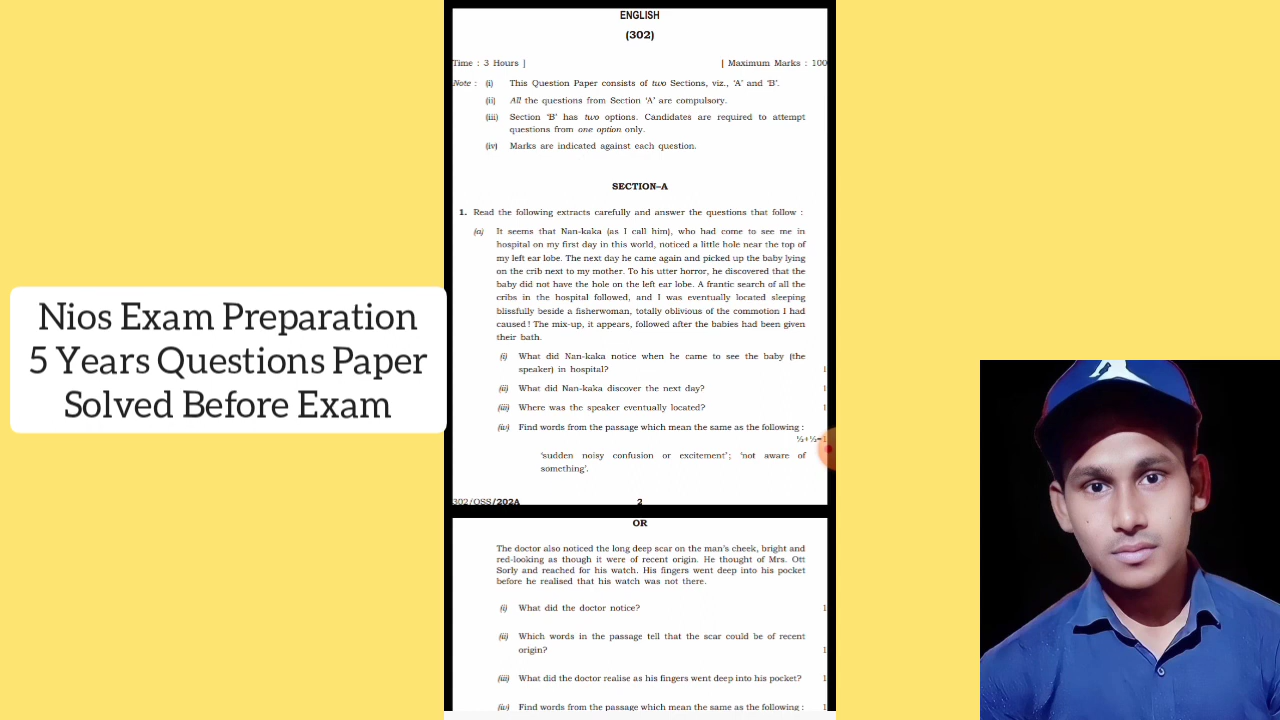 Nios Exam Preparation
5 Years Questions Paper
Solved Before Exam
ENGLISH
(302)
Time : 3 Hours ] [ Maximum Marks : 100
Note : (i) This Question Paper consists of two Sections, viz., ‘A’ and ‘B’.
(ii) All the questions from Section ‘A’ are compulsory.
(iii) Section ‘B’ has two options. Candidates are required to attempt
questions from one option only.
(iv) Marks are indicated against each question.
SECTION–A
1. Read the following extracts carefully and answer the questions that follow :
(a) It seems that Nan-kaka (as I call him), who had come to see me in
hospital on my first day in this world, noticed a little hole near the top of
my left ear lobe. The next day he came again and picked up the baby lying
on the crib next to my mother. To his utter horror, he discovered that the
baby did not have the hole on the left ear lobe. A frantic search of all the
cribs in the hospital followed, and I was eventually located sleeping
blissfully beside a fisherwoman, totally oblivious of the commotion I had
caused ! The mix-up, it appears, followed after the babies had been given
their bath.
(i) What did Nan-kaka notice when he came to see the baby (the
speaker) in hospital? 1
(ii) What did Nan-kaka discover the next day? 1
(iii) Where was the speaker eventually located? 1
(iv) Find words from the passage which mean the same as the following :
½+½=1
‘sudden noisy confusion or excitement’; ‘not aware of
something’.
302/OSS/202A 2
OR
The doctor also noticed the long deep scar on the man’s cheek, bright and
red-looking as though it were of recent origin. He thought of Mrs. Ott
Sorly and reached for his watch. His fingers went deep into his pocket
before he realised that his watch was not there.
(i) What did the doctor notice? 1
(ii) Which words in the passage tell that the scar could be of recent
origin? 1
(iii) What did the doctor realise as his fingers went deep into his pocket? 1
(iv) Find words from the passage which mean the same as the following : 1